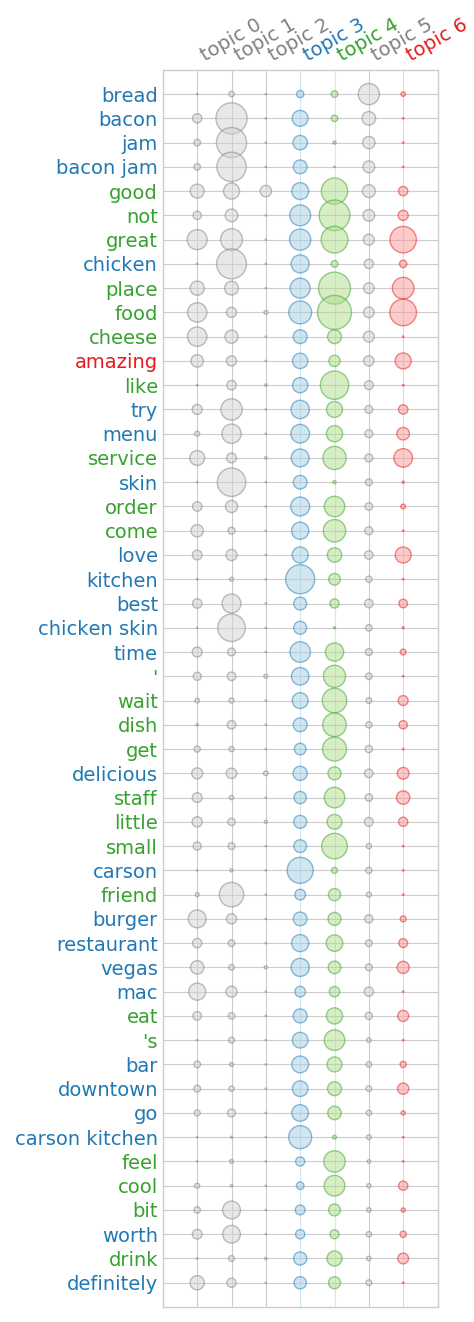 topic 0
topic 1
topic 2
topic 3
topic 4
topic 5
topic 6
bread
bacon
jam
bacon jam
good
not
great
chicken
place
food
cheese
amazing
like
try
menu
service
skin
order
come
love
kitchen
best
chicken skin
time
'
wait
dish
get
delicious
staff
little
small
carson
friend
burger
restaurant
vegas
mac
eat
's
bar
downtown
go
carson kitchen
feel
cool
bit
worth
drink
definitely